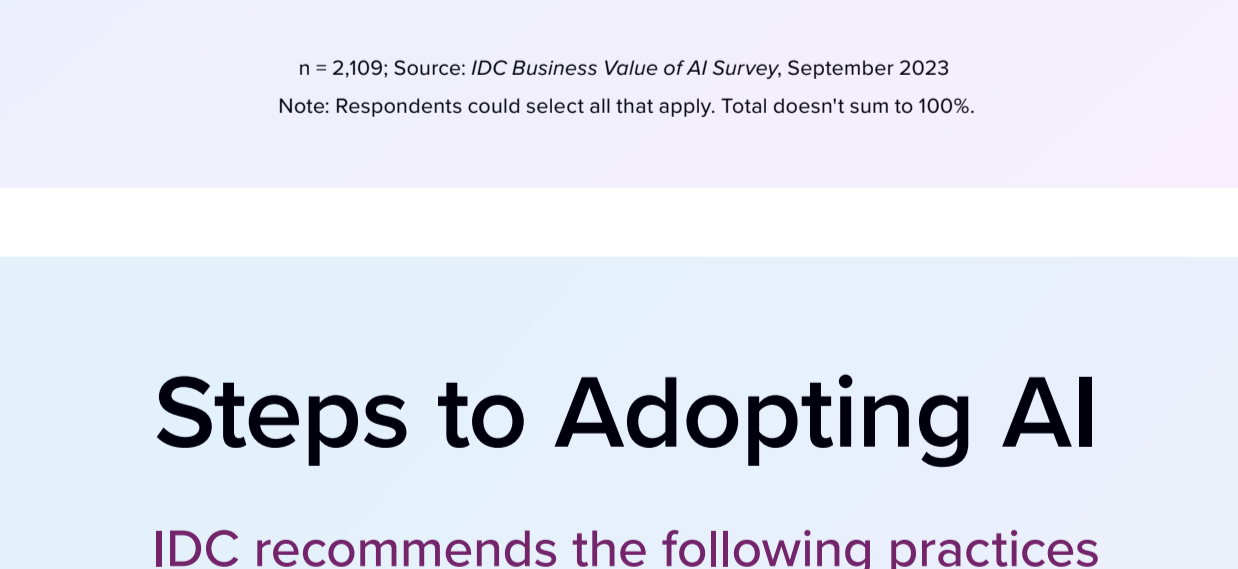 n = 2,109; Source: IDC Business Value of AI Survey, September 2023
Note: Respondents could select all that apply. Total doesn't sum to 100%.
Steps to Adopting AI
IDC recommends the following practices